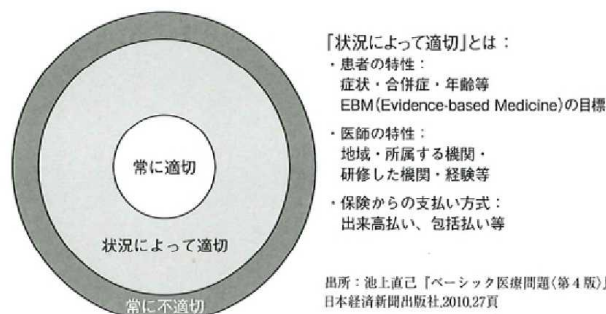 常に適切
状況によって適切
常に不適切
「状況によって適切」とは：
・患者の特性：
症状・合併症・年齢等
EBM(Evidence-based Medicine)の目標
・医師の特性：
地域・所属する機関・
研修した機関・経験等
・保険からの支払い方式：
出来高払い、包括払い等
出所：池上直己『ベーシック医療問題〈第4版〉』
日本経済新聞出版社,2010,27頁